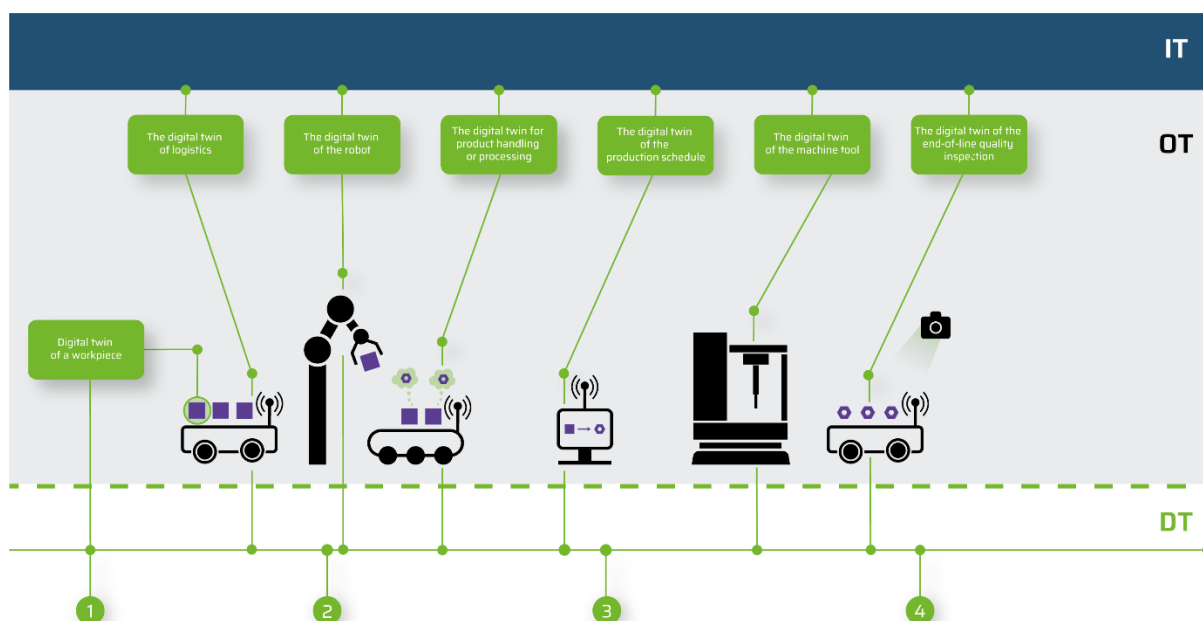 IT
The digital twin
of logistics
The digital twin
of the robot
The digital twin for
product handling
or processing
The digital twin
of the
production schedule
The digital twin
of the machine tool
The digital twin of the
end-of-line quality
inspection
OT
Digital twin
of a workpiece
DT
1
2
3
4